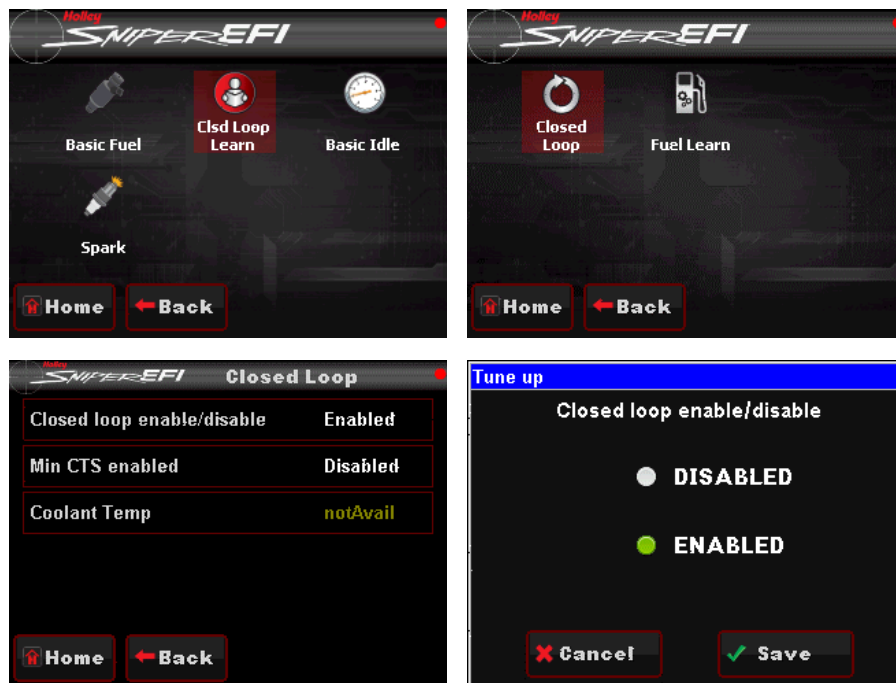 Holley
SNIPER EFI
Basic Fuel
Clsd Loop
Learn
Basic Idle
Spark
Home
Back
Holley
SNIPER EFI
Closed
Loop
Fuel Learn
Home
Back
Holley
SNIPER EFI Closed Loop
Closed loop enable/disable Enabled
Min CTS enabled Disabled
Coolant Temp notAvail
Home
Back
Tune up
Closed loop enable/disable
DISABLED
ENABLED
Cancel
Save